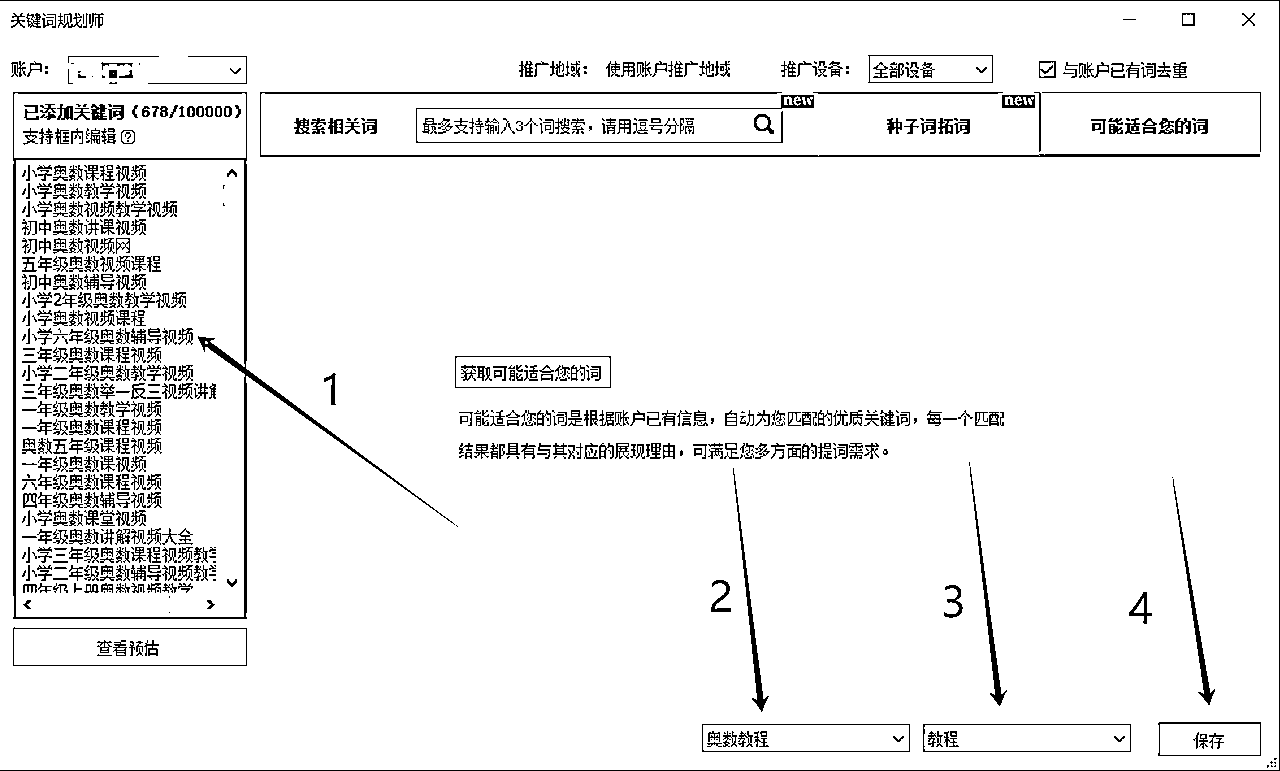 关键词规划师
账户：
推广地域： 使用账户推广地域
推广设备： 全部设备
与账户已有词去重
已添加关键词（678/100000）
支持框内编辑?
搜索相关词
最多支持输入3个词搜索，请用逗号分隔
new
种子词拓词
new
可能适合您的词
小学奥数课程视频
小学奥数教学视频
小学奥数视频教学视频
初中奥数讲课视频
初中奥数视频网
五年级奥数视频课程
初中奥数辅导视频
小学2年级奥数教学视频
小学奥数视频课程
小学六年级奥数辅导视频
三年级奥数课程视频
小学二年级奥数教学视频
三年级奥数举一反三视频讲解
一年级奥数教学视频
一年级奥数课程视频
奥数五年级课程视频
一年级奥数课视频
六年级奥数课程视频
四年级奥数辅导视频
小学奥数课堂视频
一年级奥数讲解视频大全
小学三年级奥数课程视频教学
小学二年级奥数辅导视频教学
四年级上册奥数视频教学
查看预估
1
获取可能适合您的词
可能适合您的词是根据账户已有信息，自动为您匹配的优质关键词，每一个匹配
结果都具有与其对应的展现理由，可满足您多方面的提词需求。
2
3
4
奥数教程
教程
保存